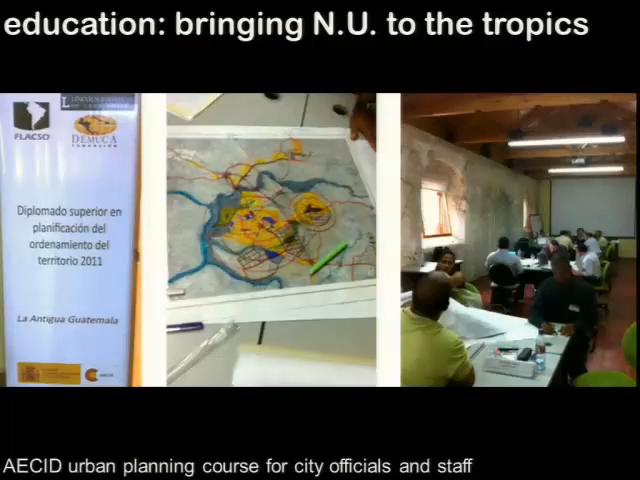 education: bringing N.U. to the tropics
FLACSO
DEMUCA
FUNDACIÓN
Diplomado superior en
planificación del
ordenamiento del
territorio 2011
La Antigua Guatemala
AECID urban planning course for city officials and staff